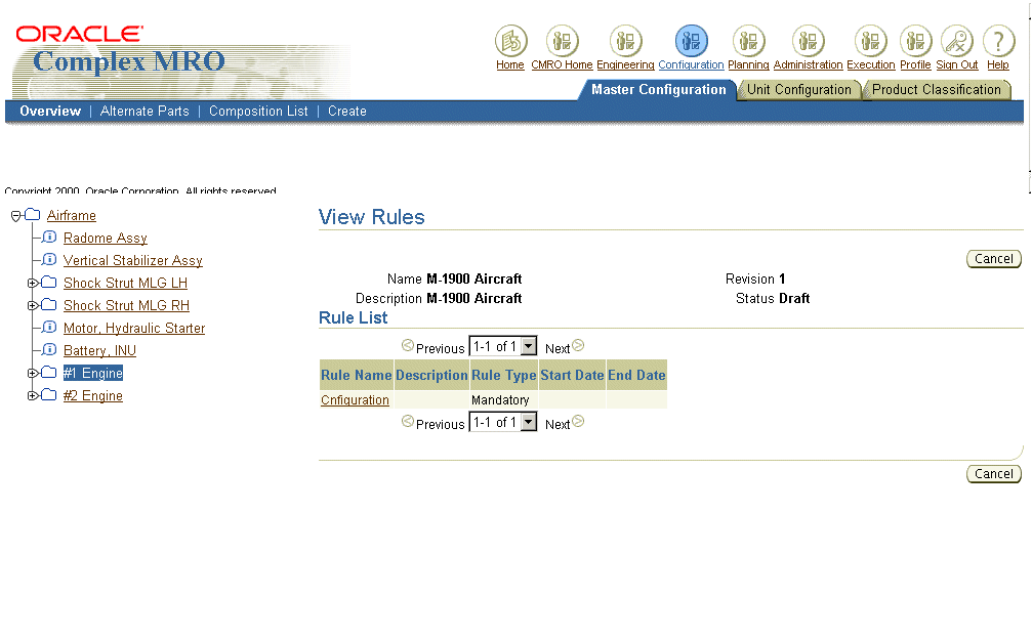 ORACLE
Complex MRO
Home CMRO Home Engineering Configuration Planning Administration Execution Profile Sign Out Help
Master Configuration Unit Configuration Product Classification
Overview | Alternate Parts | Composition List | Create
Copyright 2000, Oracle Corporation. All rights reserved
Airframe
Radome Assy
Vertical Stabilizer Assy
Shock Strut MLG LH
Shock Strut MLG RH
Motor, Hydraulic Starter
Battery, INU
#1 Engine
#2 Engine
View Rules
Cancel
Name M-1900 Aircraft Revision 1
Description M-1900 Aircraft Status Draft
Rule List
Previous 1-1 of 1 Next
Rule Name Description Rule Type Start Date End Date
Cnfiguration Mandatory
Previous 1-1 of 1 Next
Cancel